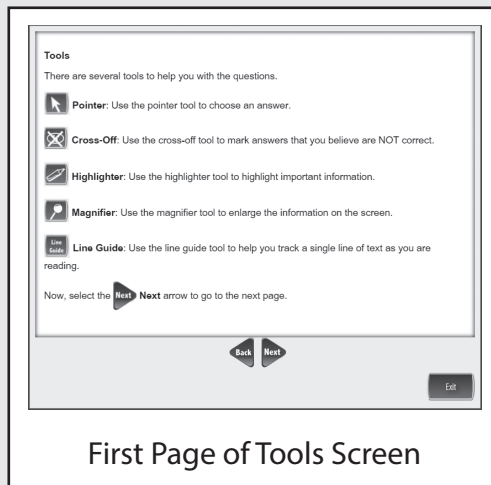 Tools
There are several tools to help you with the questions.
Pointer: Use the pointer tool to choose an answer.
Cross-Off: Use the cross-off tool to mark answers that you believe are NOT correct.
Highlighter: Use the highlighter tool to highlight important information.
Magnifier: Use the magnifier tool to enlarge the information on the screen.
Line Guide Line Guide: Use the line guide tool to help you track a single line of text as you are
reading.
Now, select the Next Next arrow to go to the next page.
Back Next
Exit
First Page of Tools Screen